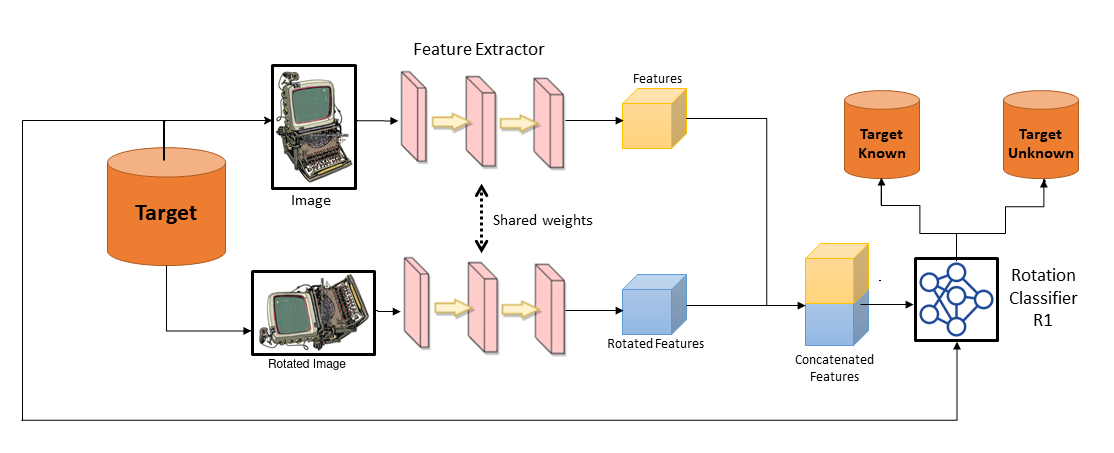 Feature Extractor
Features
Target
Known
Target
Unknown
Target
Image
Shared weights
Rotation
Classifier
R1
Rotated Features
Rotated Image
Concatenated
Features